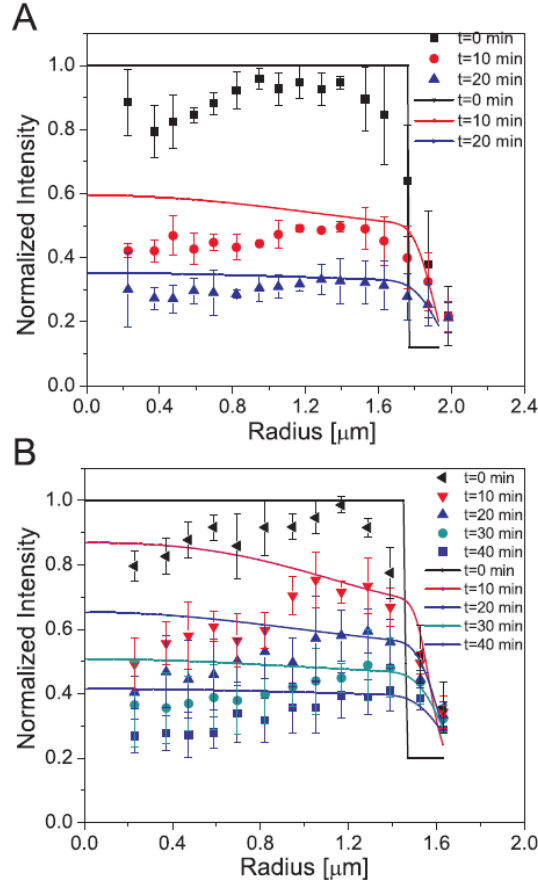 A
t=0 min
t=10 min
t=20 min
t=0 min
t=10 min
t=20 min
Normalized Intensity
1.0
0.8
0.6
0.4
0.2
0.0
0.0 0.4 0.8 1.2 1.6 2.0 2.4
Radius [μm]
B
t=0 min
t=10 min
t=20 min
t=30 min
t=40 min
t=0 min
t=10 min
t=20 min
t=30 min
t=40 min
Normalized Intensity
1.0
0.8
0.6
0.4
0.2
0.0
0.0 0.4 0.8 1.2 1.6 2.0
Radius [μm]